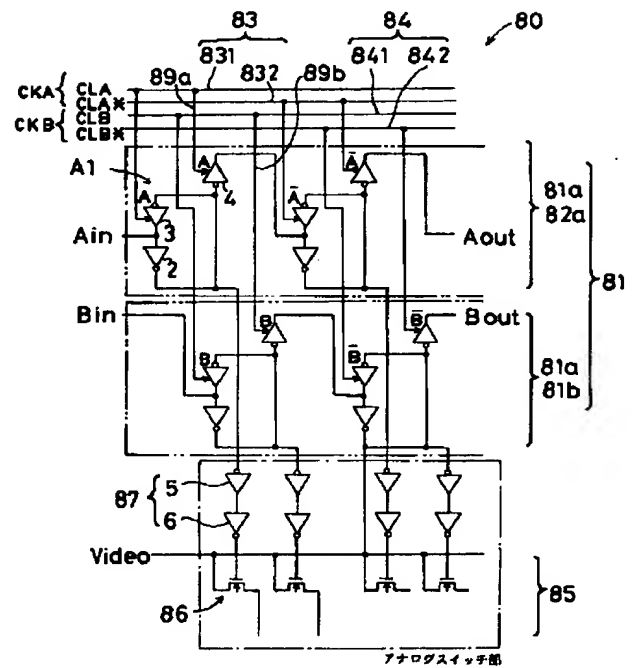 83
84
80
831
832
89a
89b
841
842
CKA { CLA
CLA*
CKB { CLB
CLB*
A1
A
4
Ā
A
3
Ā
Ain
2
Aout
81a
82a
81
Bin
B
B̄
Bout
B
B̄
81a
81b
87 { 5
6
Video
86
85
アナログスイッチ部